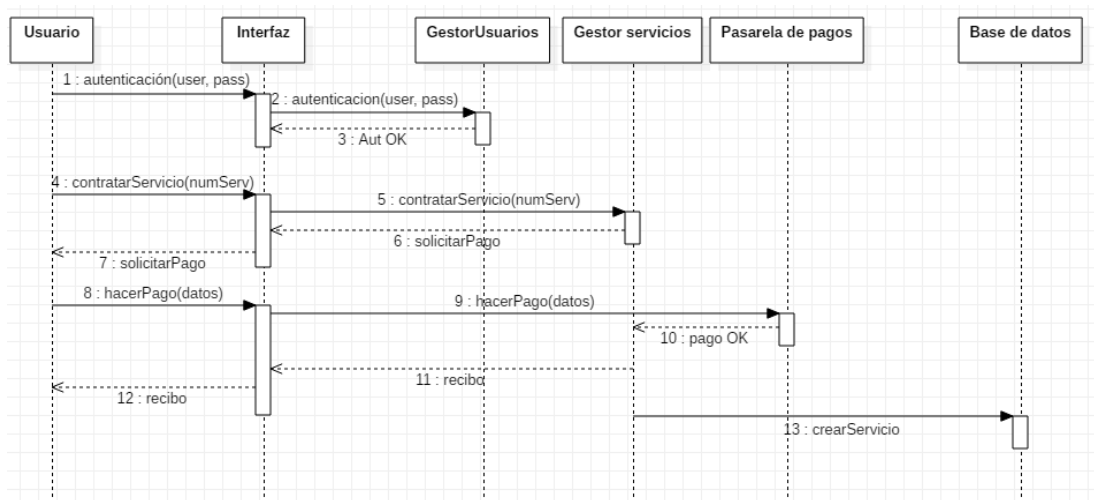 Usuario
Interfaz
GestorUsuarios
Gestor servicios
Pasarela de pagos
Base de datos
1 : autenticación(user, pass)
2 : autenticacion(user, pass)
3 : Aut OK
4 : contratarServicio(numServ)
5 : contratarServicio(numServ)
6 : solicitarPago
7 : solicitarPago
8 : hacerPago(datos)
9 : hacerPago(datos)
10 : pago OK
11 : recibo
12 : recibo
13 : crearServicio